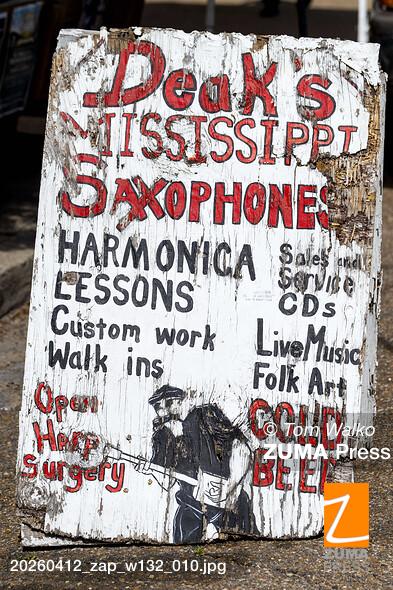 Deak's
MISSISSIPPI
SAXOPHONES
HARMONICA
LESSONS
Custom work
Walk ins
Sales and
Service
CDs
Live Music
Folk Art
Open
Harp
Surgery
COLD
BEER
© Tom Walko
ZUMA Press
ZUMA
20260412_zap_w132_010.jpg